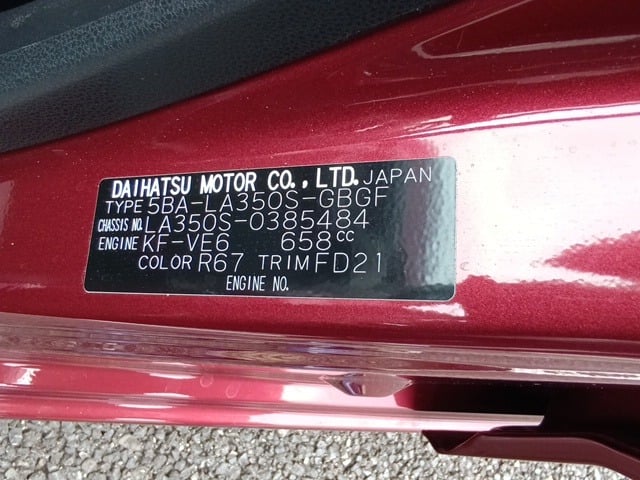 DAIHATSU MOTOR CO., LTD. JAPAN
TYPE 5BA-LA350S-GBGF
CHASSIS NO. LA350S-0385484
ENGINE KF-VE6 658cc
COLOR R67 TRIM FD21
ENGINE NO.